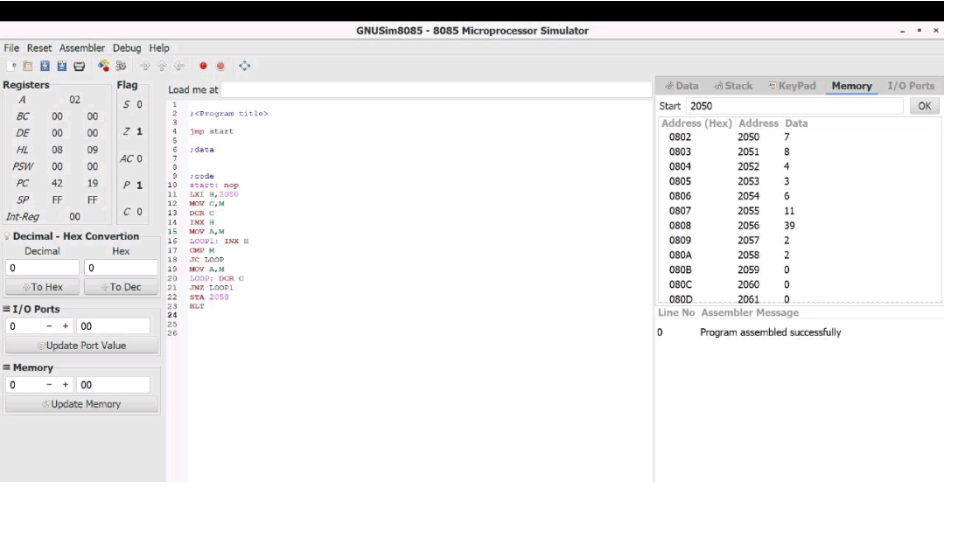 GNUSim8085 - 8085 Microprocessor Simulator
File Reset Assembler Debug Help
Registers
A 02
BC 00 00
DE 00 00
HL 08 09
PSW 00 00
PC 42 19
SP FF FF
Int-Reg 00
Flag
S 0
Z 1
AC 0
P 1
C 0
Decimal - Hex Convertion
Decimal Hex
0 0
To Hex To Dec
I/O Ports
0 - + 00
Update Port Value
Memory
0 - + 00
Update Memory
Load me at
1
2 ;<Program title>
3
4 jmp start
5
6 ;data
7
8
9 ;code
10 start: nop
11 LXI H,2050
12 MOV C,M
13 DCR C
14 INX H
15 MOV A,M
16 LOOP1: INX H
17 CMP M
18 JC LOOP
19 MOV A,M
20 LOOP: DCR C
21 JNZ LOOP1
22 STA 2058
23 HLT
24
25
26
Data Stack KeyPad Memory I/O Ports
Start 2050 OK
Address (Hex) Address Data
0802 2050 7
0803 2051 8
0804 2052 4
0805 2053 3
0806 2054 6
0807 2055 11
0808 2056 39
0809 2057 2
080A 2058 2
080B 2059 0
080C 2060 0
080D 2061 0
Line No Assembler Message
0 Program assembled successfully